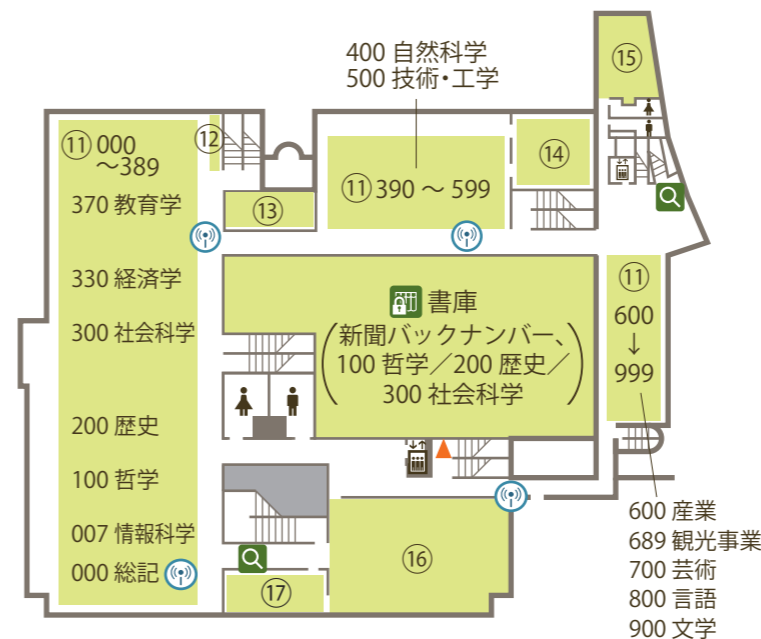 400 自然科学
500 技術・工学
⑮
⑪ 000
～389
⑫
⑪ 390 ～ 599
⑭
370 教育学
⑬
330 経済学
300 社会科学
書庫
(新聞バックナンバー、
100 哲学／200 歴史／
300 社会科学)
⑪
600
↓
999
200 歴史
100 哲学
007 情報科学
000 総記
⑯
⑰
600 産業
689 観光事業
700 芸術
800 言語
900 文学